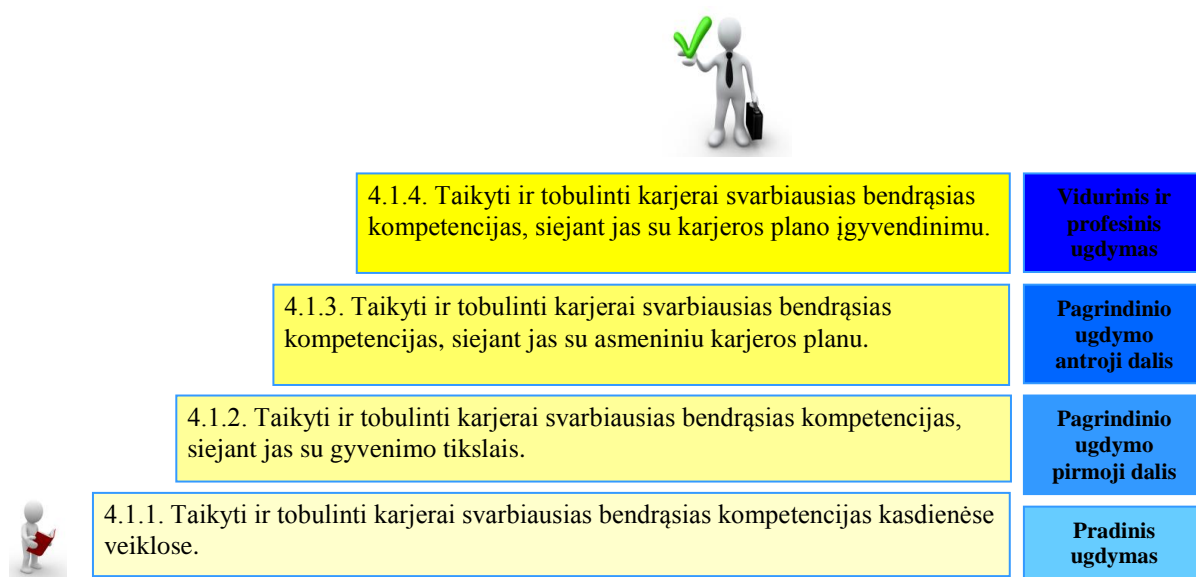 4.1.4. Taikyti ir tobulinti karjerai svarbiausias bendrąsias
kompetencijas, siejant jas su karjeros plano įgyvendinimu.
Vidurinis ir
profesinis
ugdymas
4.1.3. Taikyti ir tobulinti karjerai svarbiausias bendrąsias
kompetencijas, siejant jas su asmeniniu karjeros planu.
Pagrindinio
ugdymo
antroji dalis
4.1.2. Taikyti ir tobulinti karjerai svarbiausias bendrąsias kompetencijas,
siejant jas su gyvenimo tikslais.
Pagrindinio
ugdymo
pirmoji dalis
4.1.1. Taikyti ir tobulinti karjerai svarbiausias bendrąsias kompetencijas kasdienėse
veiklose.
Pradinis
ugdymas